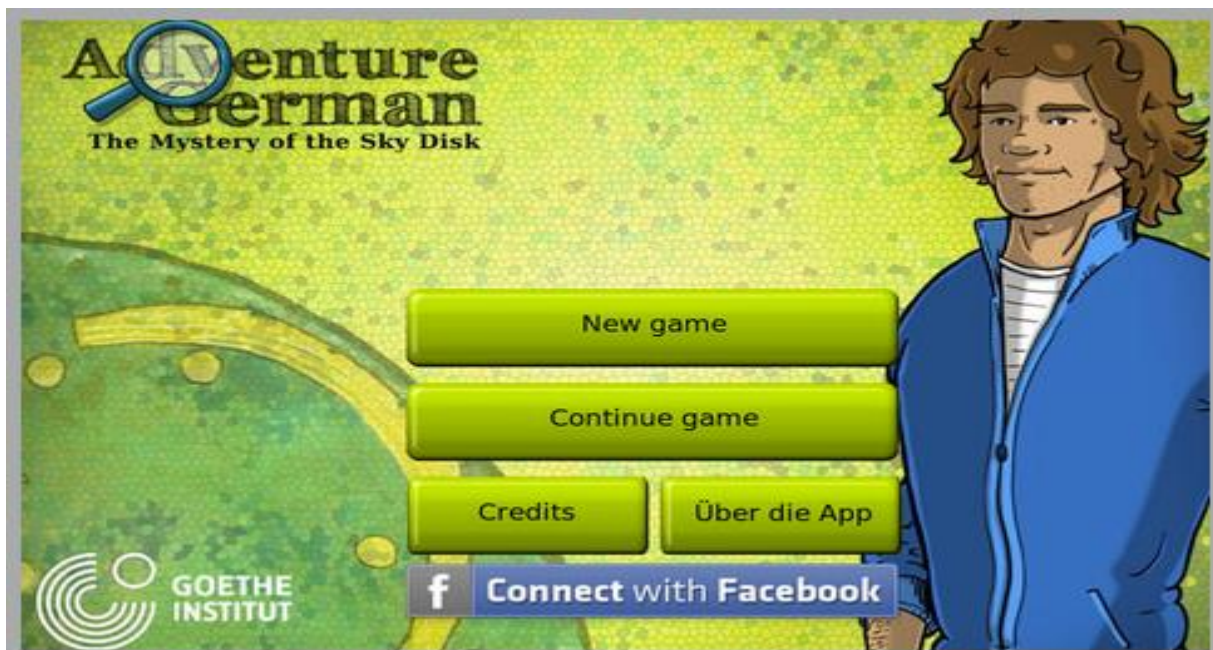 Adventure
German
The Mystery of the Sky Disk
New game
Continue game
Credits
Über die App
f Connect with Facebook
GOETHE
INSTITUT